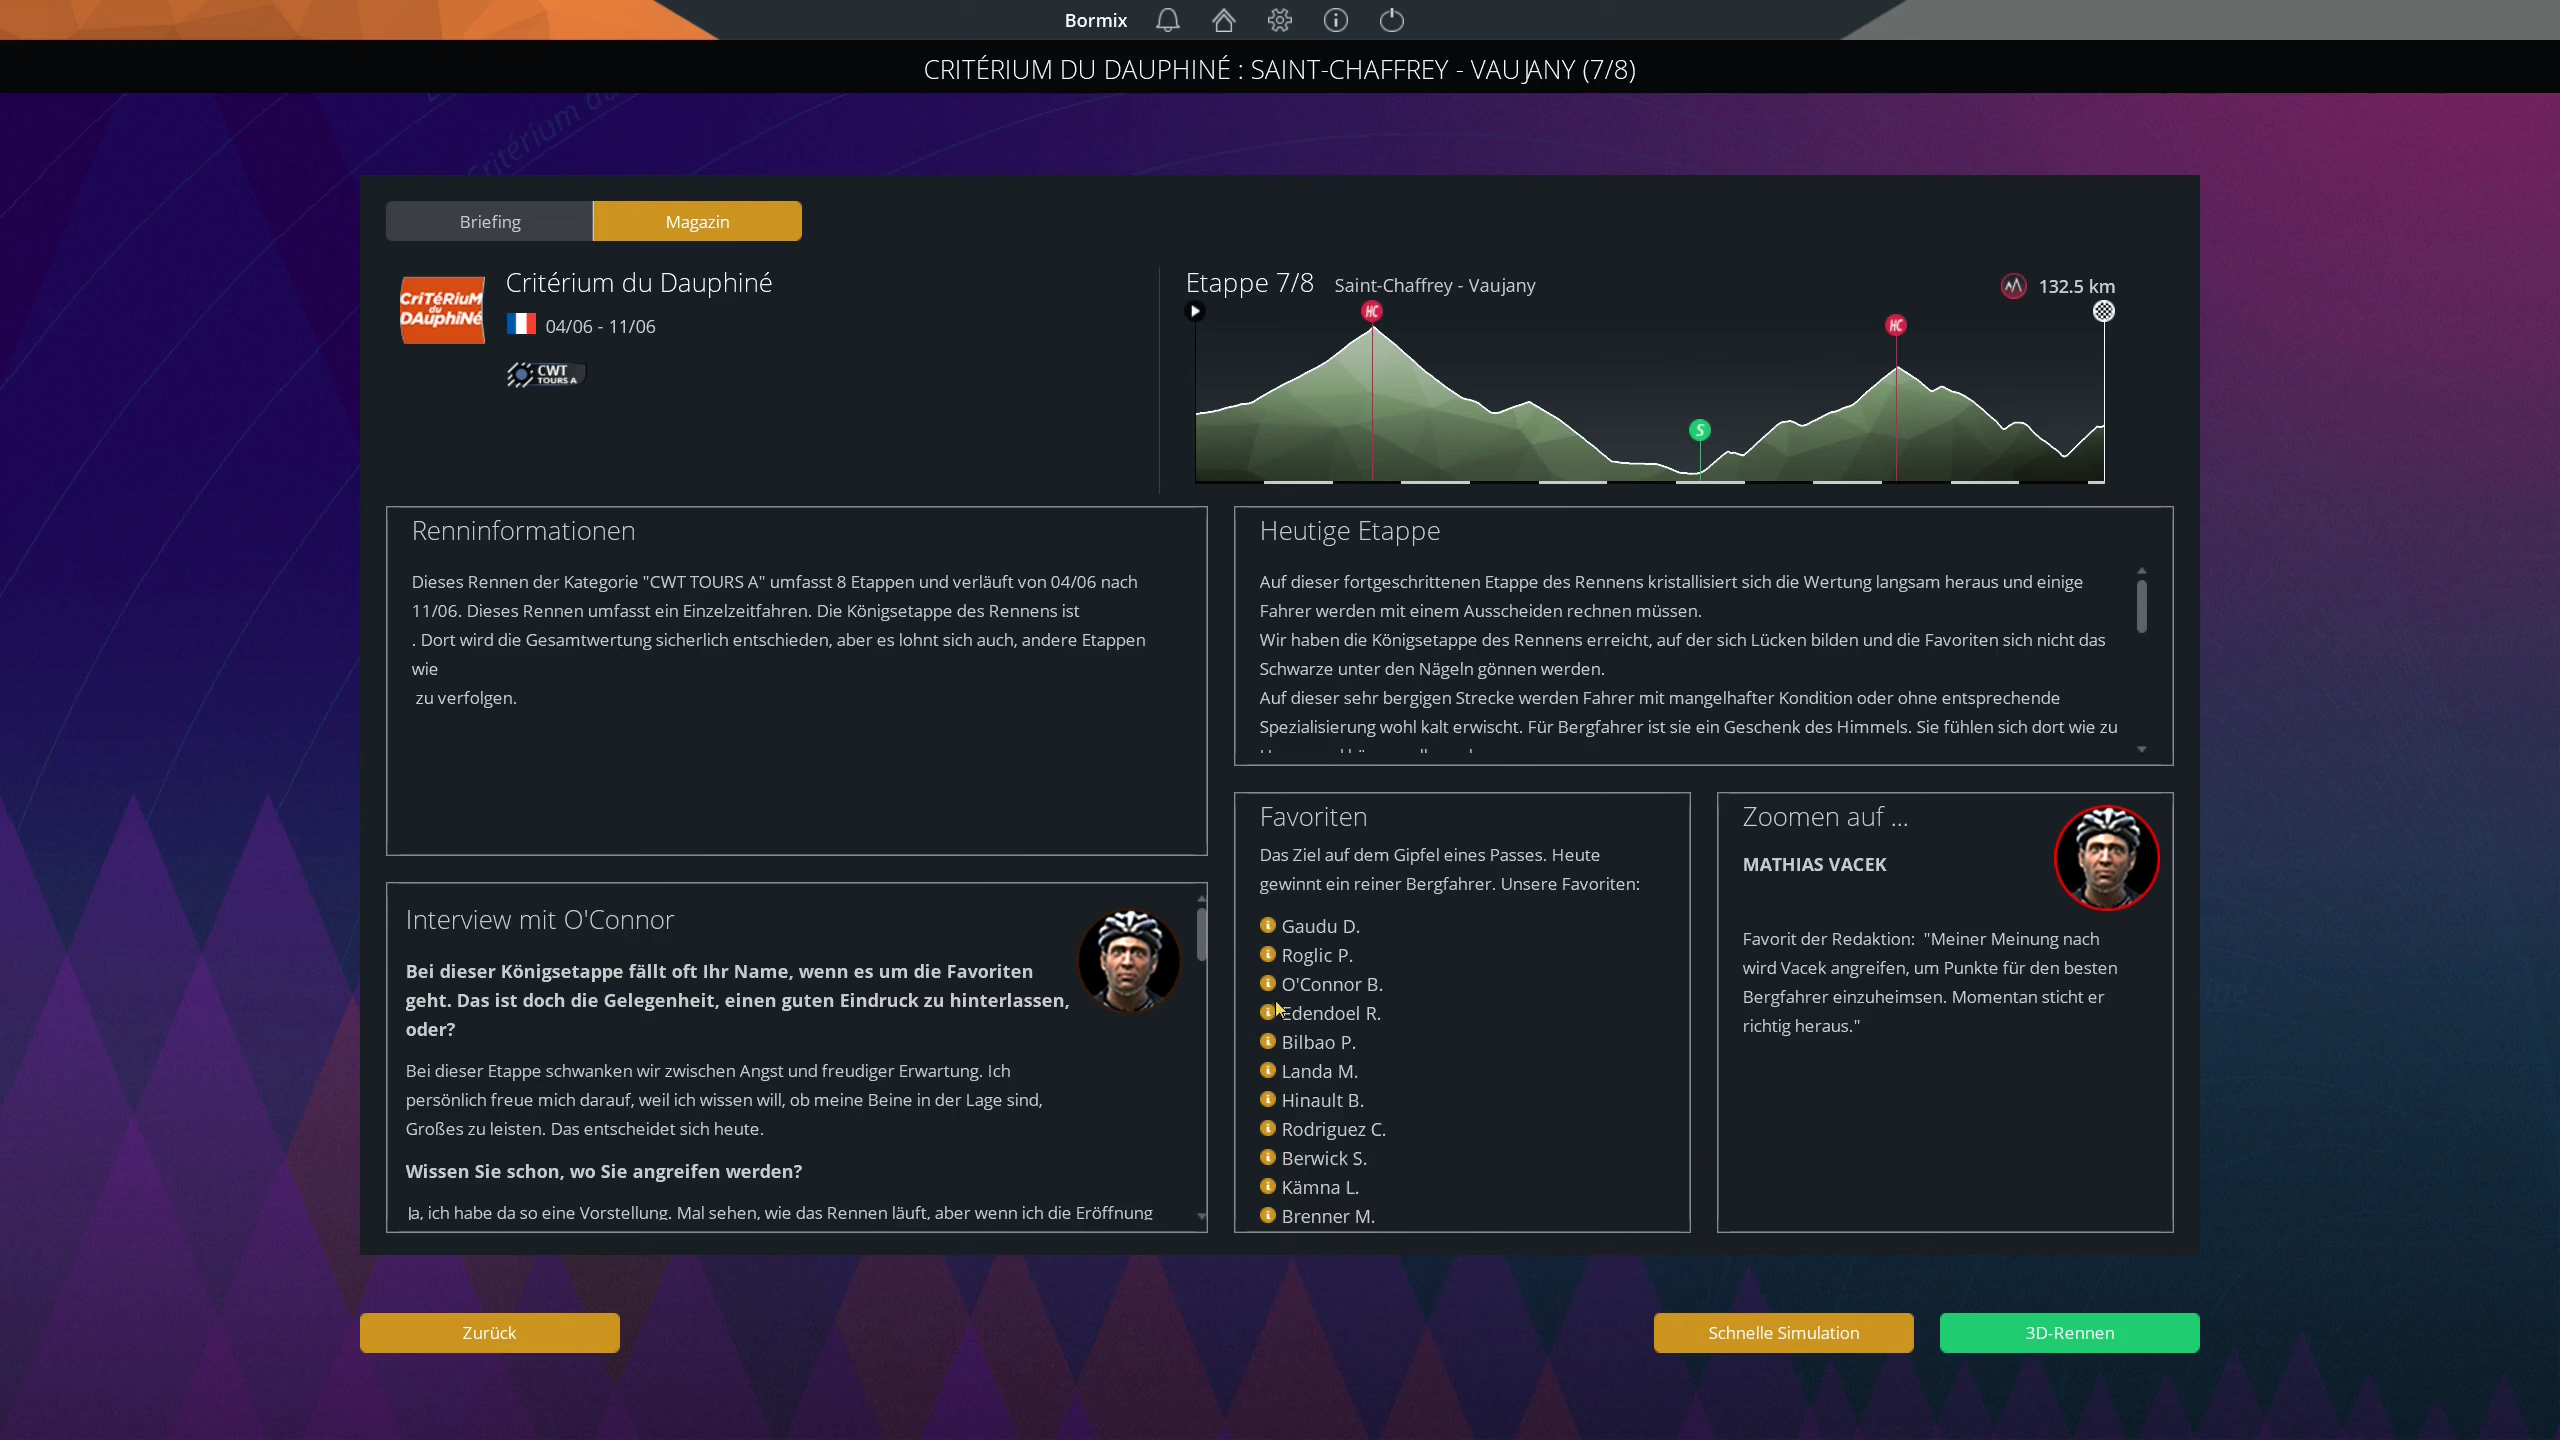 Bormix
CRITÉRIUM DU DAUPHINÉ : SAINT-CHAFFREY - VAUJANY (7/8)
Briefing
Magazin
CRITéRIUM
du
DAuphiNé
Critérium du Dauphiné
04/06 - 11/06
CWT
TOURS A
Etappe 7/8
Saint-Chaffrey - Vaujany
132.5 km
HC
HC
S
Renninformationen
Dieses Rennen der Kategorie "CWT TOURS A" umfasst 8 Etappen und verläuft von 04/06 nach
11/06. Dieses Rennen umfasst ein Einzelzeitfahren. Die Königsetappe des Rennens ist
. Dort wird die Gesamtwertung sicherlich entschieden, aber es lohnt sich auch, andere Etappen
wie
zu verfolgen.
Heutige Etappe
Auf dieser fortgeschrittenen Etappe des Rennens kristallisiert sich die Wertung langsam heraus und einige
Fahrer werden mit einem Ausscheiden rechnen müssen.
Wir haben die Königsetappe des Rennens erreicht, auf der sich Lücken bilden und die Favoriten sich nicht das
Schwarze unter den Nägeln gönnen werden.
Auf dieser sehr bergigen Strecke werden Fahrer mit mangelhafter Kondition oder ohne entsprechende
Spezialisierung wohl kalt erwischt. Für Bergfahrer ist sie ein Geschenk des Himmels. Sie fühlen sich dort wie zu
Interview mit O'Connor
Bei dieser Königsetappe fällt oft Ihr Name, wenn es um die Favoriten
geht. Das ist doch die Gelegenheit, einen guten Eindruck zu hinterlassen,
oder?
Bei dieser Etappe schwanken wir zwischen Angst und freudiger Erwartung. Ich
persönlich freue mich darauf, weil ich wissen will, ob meine Beine in der Lage sind,
Großes zu leisten. Das entscheidet sich heute.
Wissen Sie schon, wo Sie angreifen werden?
Ja, ich habe da so eine Vorstellung. Mal sehen, wie das Rennen läuft, aber wenn ich die Eröffnung
Favoriten
Das Ziel auf dem Gipfel eines Passes. Heute
gewinnt ein reiner Bergfahrer. Unsere Favoriten:
Gaudu D.
Roglic P.
O'Connor B.
Edendoel R.
Bilbao P.
Landa M.
Hinault B.
Rodriguez C.
Berwick S.
Kämna L.
Brenner M.
Zoomen auf ...
MATHIAS VACEK
Favorit der Redaktion: "Meiner Meinung nach
wird Vacek angreifen, um Punkte für den besten
Bergfahrer einzuheimsen. Momentan sticht er
richtig heraus."
Zurück
Schnelle Simulation
3D-Rennen